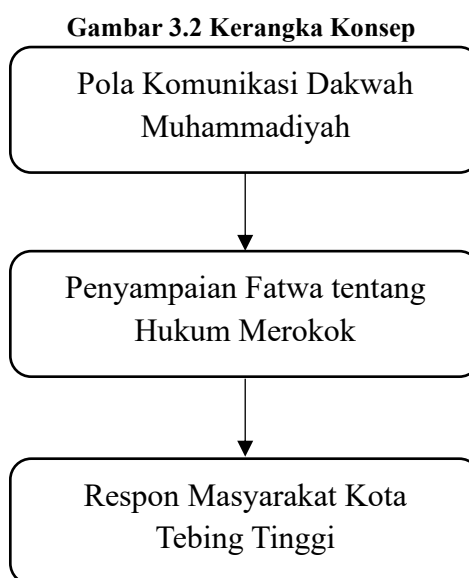 Gambar 3.2 Kerangka Konsep
Pola Komunikasi Dakwah
Muhammadiyah
Penyampaian Fatwa tentang
Hukum Merokok
Respon Masyarakat Kota
Tebing Tinggi